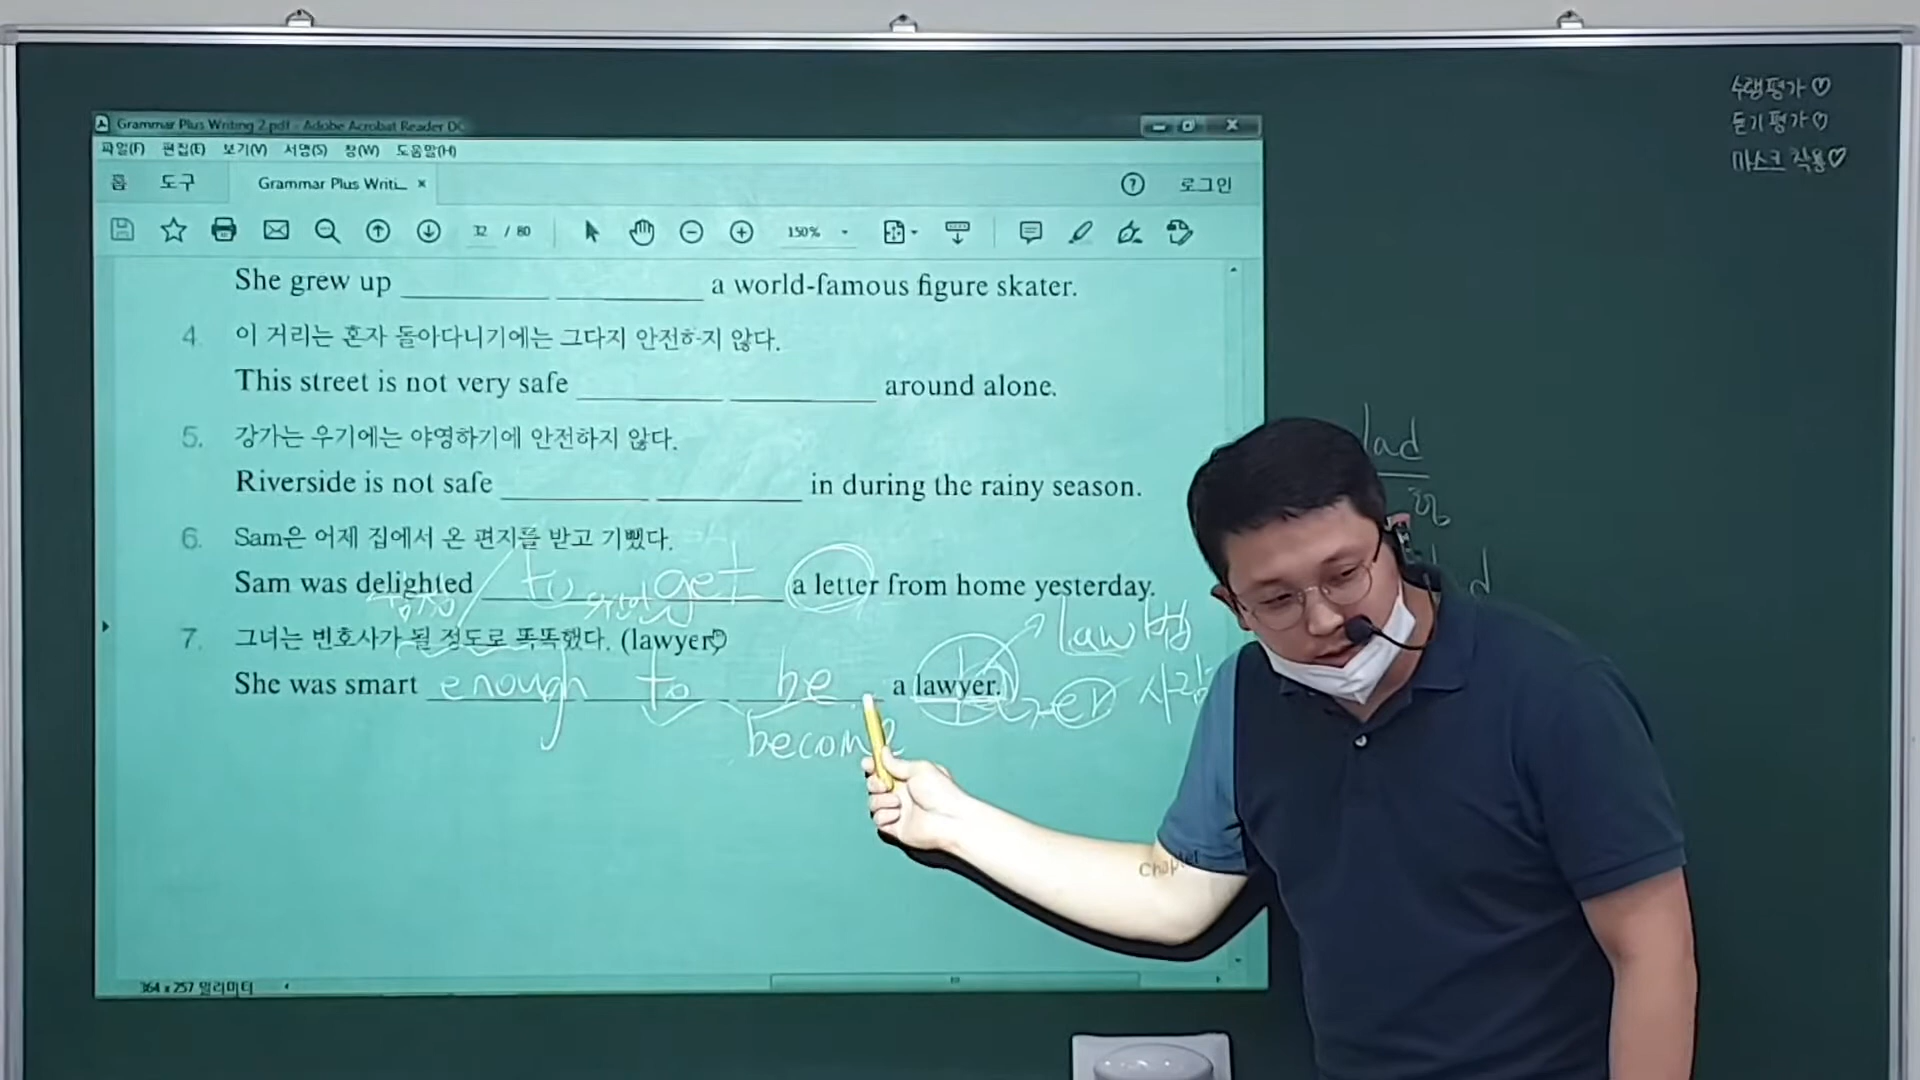 수행평가♡
듣기평가♡
마스크 착용♡
Grammar Plus Writing 2.pdf - Adobe Acrobat Reader DC
파일(F) 편집(E) 보기(V) 서명(S) 창(W) 도움말(H)
홈 도구 Grammar Plus Writi... × ? 로그인
32 / 80 150%
She grew up ________ ________ a world-famous figure skater.
4. 이 거리는 혼자 돌아다니기에는 그다지 안전하지 않다.
This street is not very safe ________ ________ around alone.
5. 강가는 우기에는 야영하기에 안전하지 않다.
Riverside is not safe ________ ________ in during the rainy season.
6. Sam은 어제 집에서 온 편지를 받고 기뻤다.
Sam was delighted to get a letter from home yesterday.
7. 그녀는 변호사가 될 정도로 똑똑했다. (lawyer)
law 법
She was smart enough to be a lawyer.
er 사람
become
Chapter
364 x 257 밀리미터